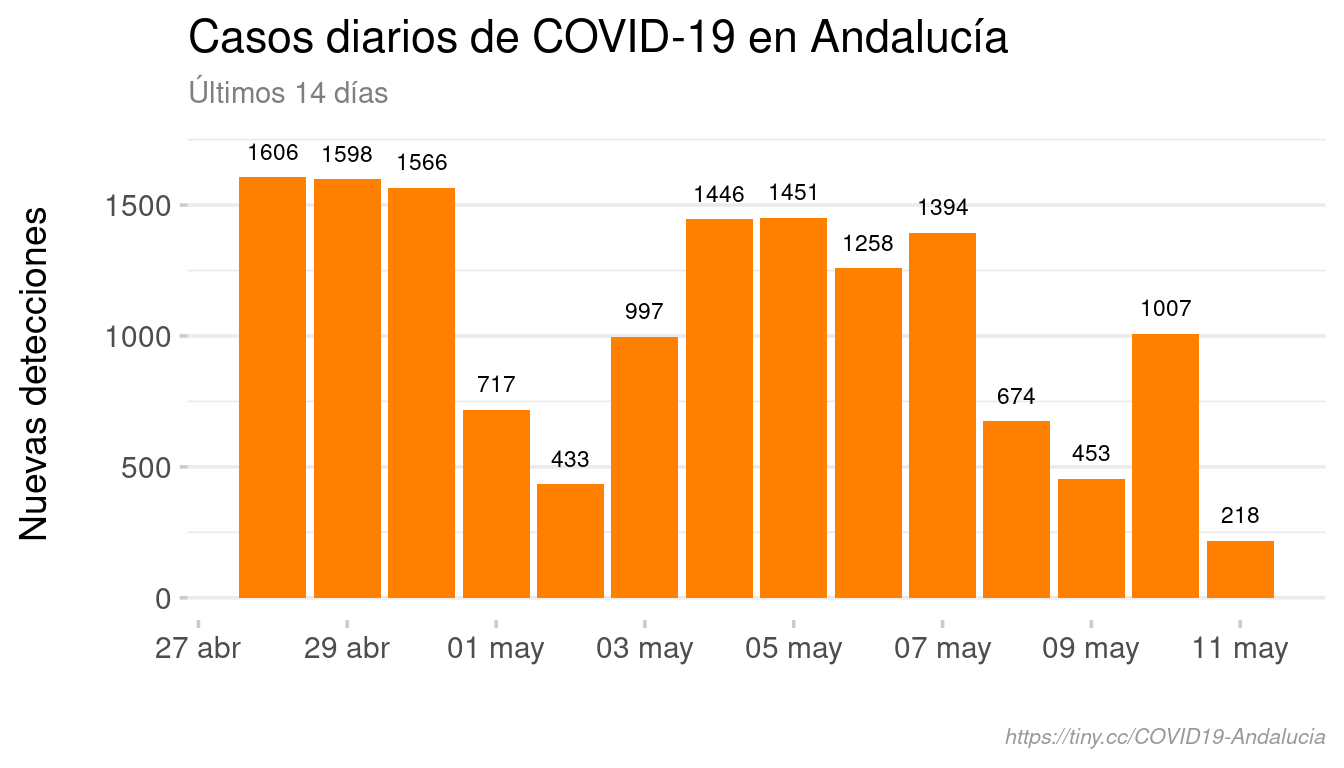 Casos diarios de COVID-19 en Andalucía
Últimos 14 días
Nuevas detecciones
1500
1000
500
0
1606
1598
1566
717
433
997
1446
1451
1258
1394
674
453
1007
218
27 abr
29 abr
01 may
03 may
05 may
07 may
09 may
11 may
https://tiny.cc/COVID19-Andalucia